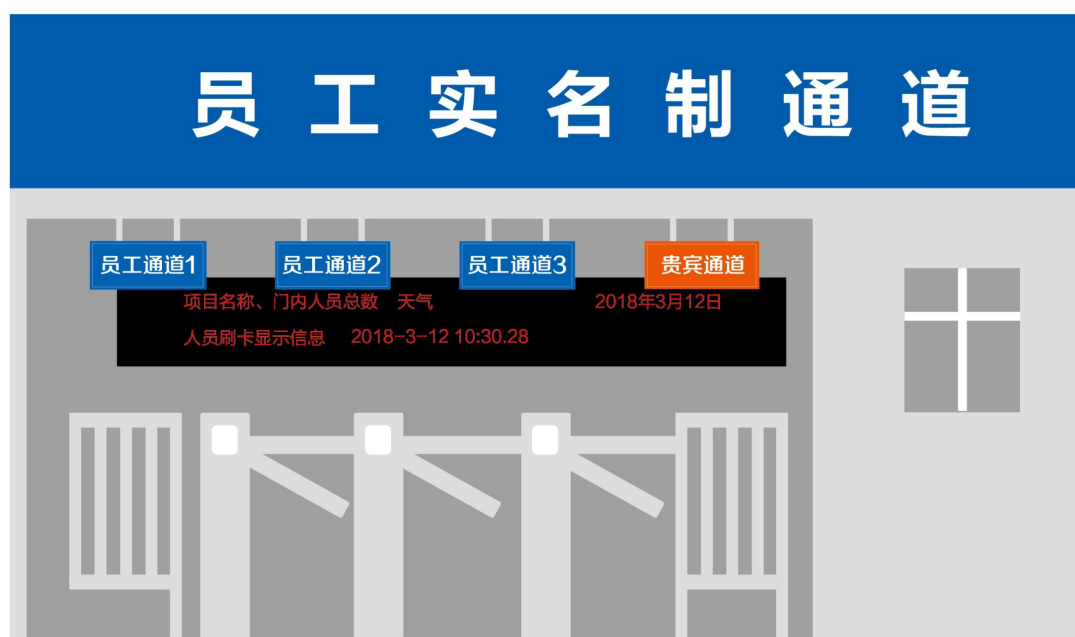 员工实名制通道
员工通道1 员工通道2 员工通道3 贵宾通道
项目名称、门内人员总数 天气 2018年3月12日
人员刷卡显示信息 2018-3-12 10:30.28